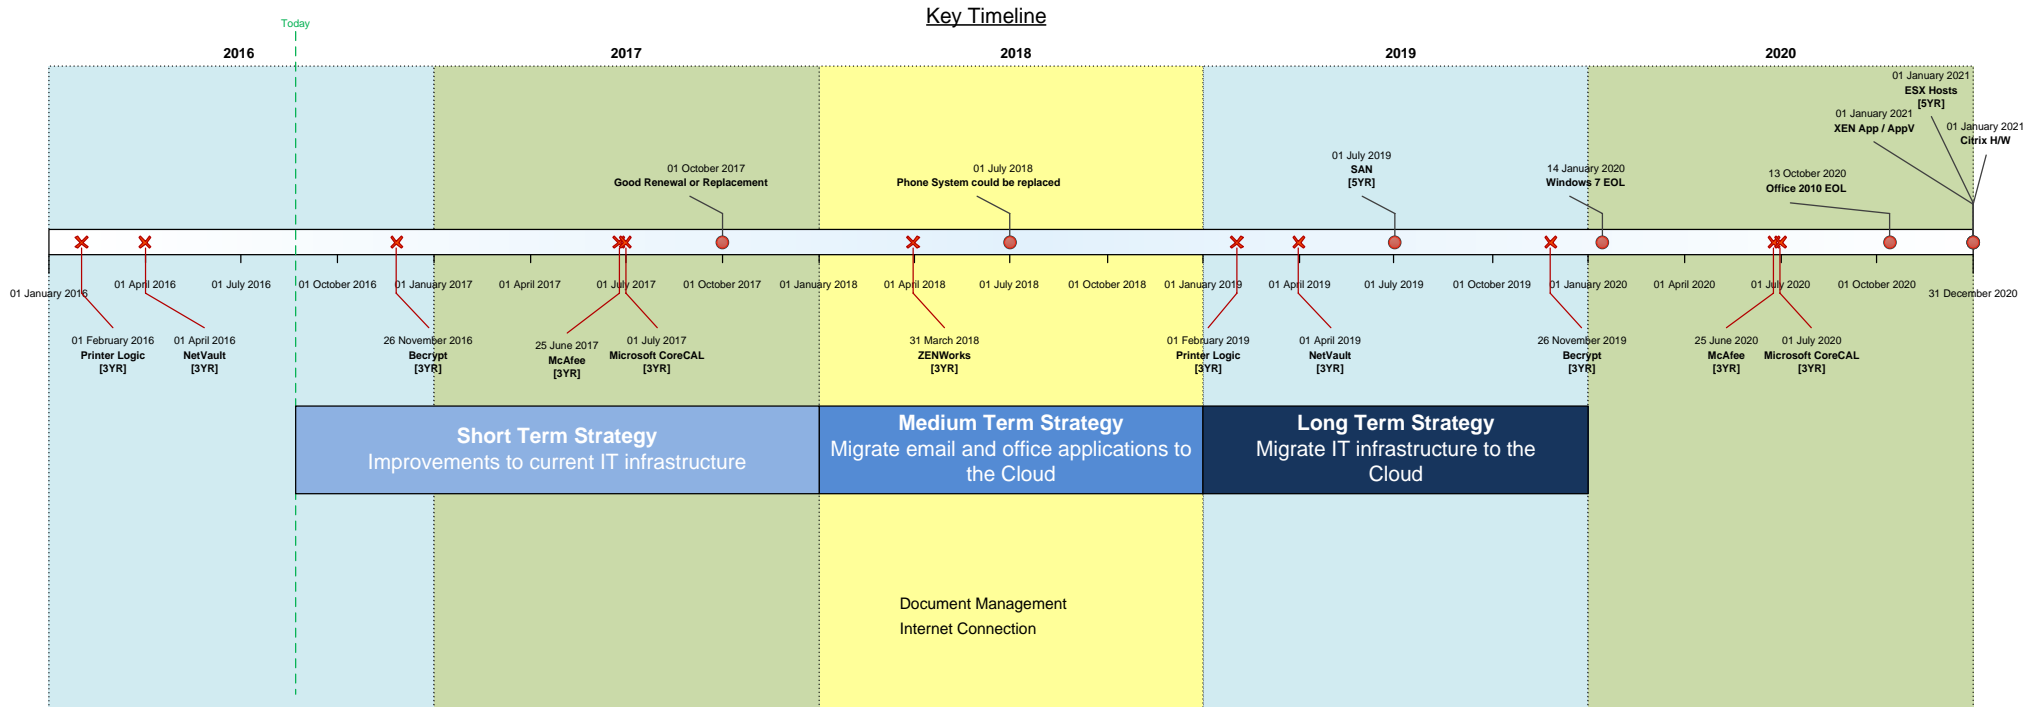 Key Timeline
Today
2016
2017
2018
2019
2020
01 January 2021
ESX Hosts
[5YR]
01 January 2021
XEN App / AppV
01 January 2021
Citrix H/W
01 October 2017
Good Renewal or Replacement
01 July 2018
Phone System could be replaced
01 July 2019
SAN
[5YR]
14 January 2020
Windows 7 EOL
13 October 2020
Office 2010 EOL
01 January 2016
01 April 2016
01 July 2016
01 October 2016
01 January 2017
01 April 2017
01 July 2017
01 October 2017
01 January 2018
01 April 2018
01 July 2018
01 October 2018
01 January 2019
01 April 2019
01 July 2019
01 October 2019
01 January 2020
01 April 2020
01 July 2020
01 October 2020
31 December 2020
01 February 2016
Printer Logic
[3YR]
01 April 2016
NetVault
[3YR]
26 November 2016
Becrypt
[3YR]
25 June 2017
McAfee
[3YR]
01 July 2017
Microsoft CoreCAL
[3YR]
31 March 2018
ZENWorks
[3YR]
01 February 2019
Printer Logic
[3YR]
01 April 2019
NetVault
[3YR]
26 November 2019
Becrypt
[3YR]
25 June 2020
McAfee
[3YR]
01 July 2020
Microsoft CoreCAL
[3YR]
Short Term Strategy
Improvements to current IT infrastructure
Medium Term Strategy
Migrate email and office applications to
the Cloud
Long Term Strategy
Migrate IT infrastructure to the
Cloud
Document Management
Internet Connection